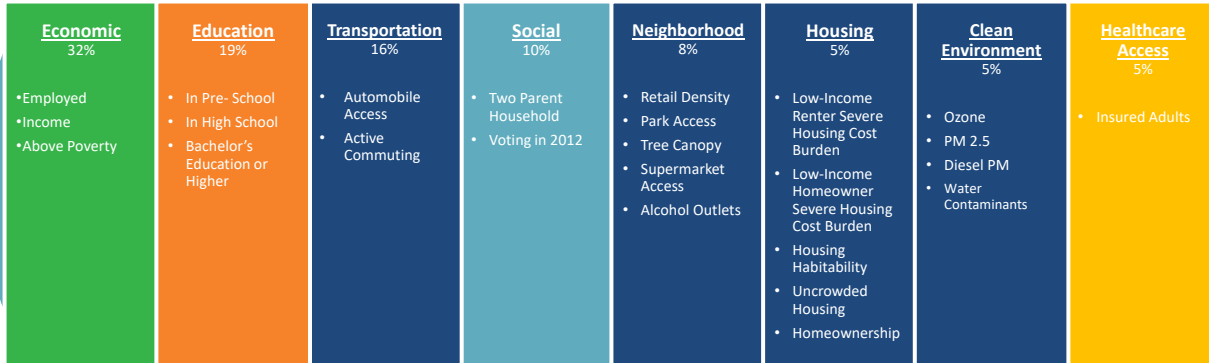 Economic
32%
•Employed
•Income
•Above Poverty
Education
19%
• In Pre- School
• In High School
• Bachelor's
Education or
Higher
Transportation
16%
• Automobile
Access
• Active
Commuting
Social
10%
• Two Parent
Household
• Voting in 2012
Neighborhood
8%
• Retail Density
• Park Access
• Tree Canopy
• Supermarket
Access
• Alcohol Outlets
Housing
5%
• Low-Income
Renter Severe
Housing Cost
Burden
• Low-Income
Homeowner
Severe Housing
Cost Burden
• Housing
Habitability
• Uncrowded
Housing
• Homeownership
Clean
Environment
5%
• Ozone
• PM 2.5
• Diesel PM
• Water
Contaminants
Healthcare
Access
5%
• Insured Adults